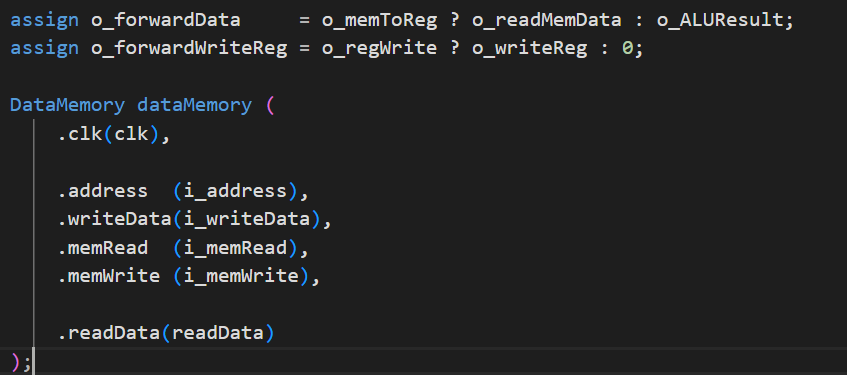 assign o_forwardData     = o_memToReg ? o_readMemData : o_ALUResult;
assign o_forwardWriteReg = o_regWrite ? o_writeReg : 0;
DataMemory dataMemory (
    .clk(clk),
    .address  (i_address),
    .writeData(i_writeData),
    .memRead  (i_memRead),
    .memWrite (i_memWrite),
    .readData(readData)
);